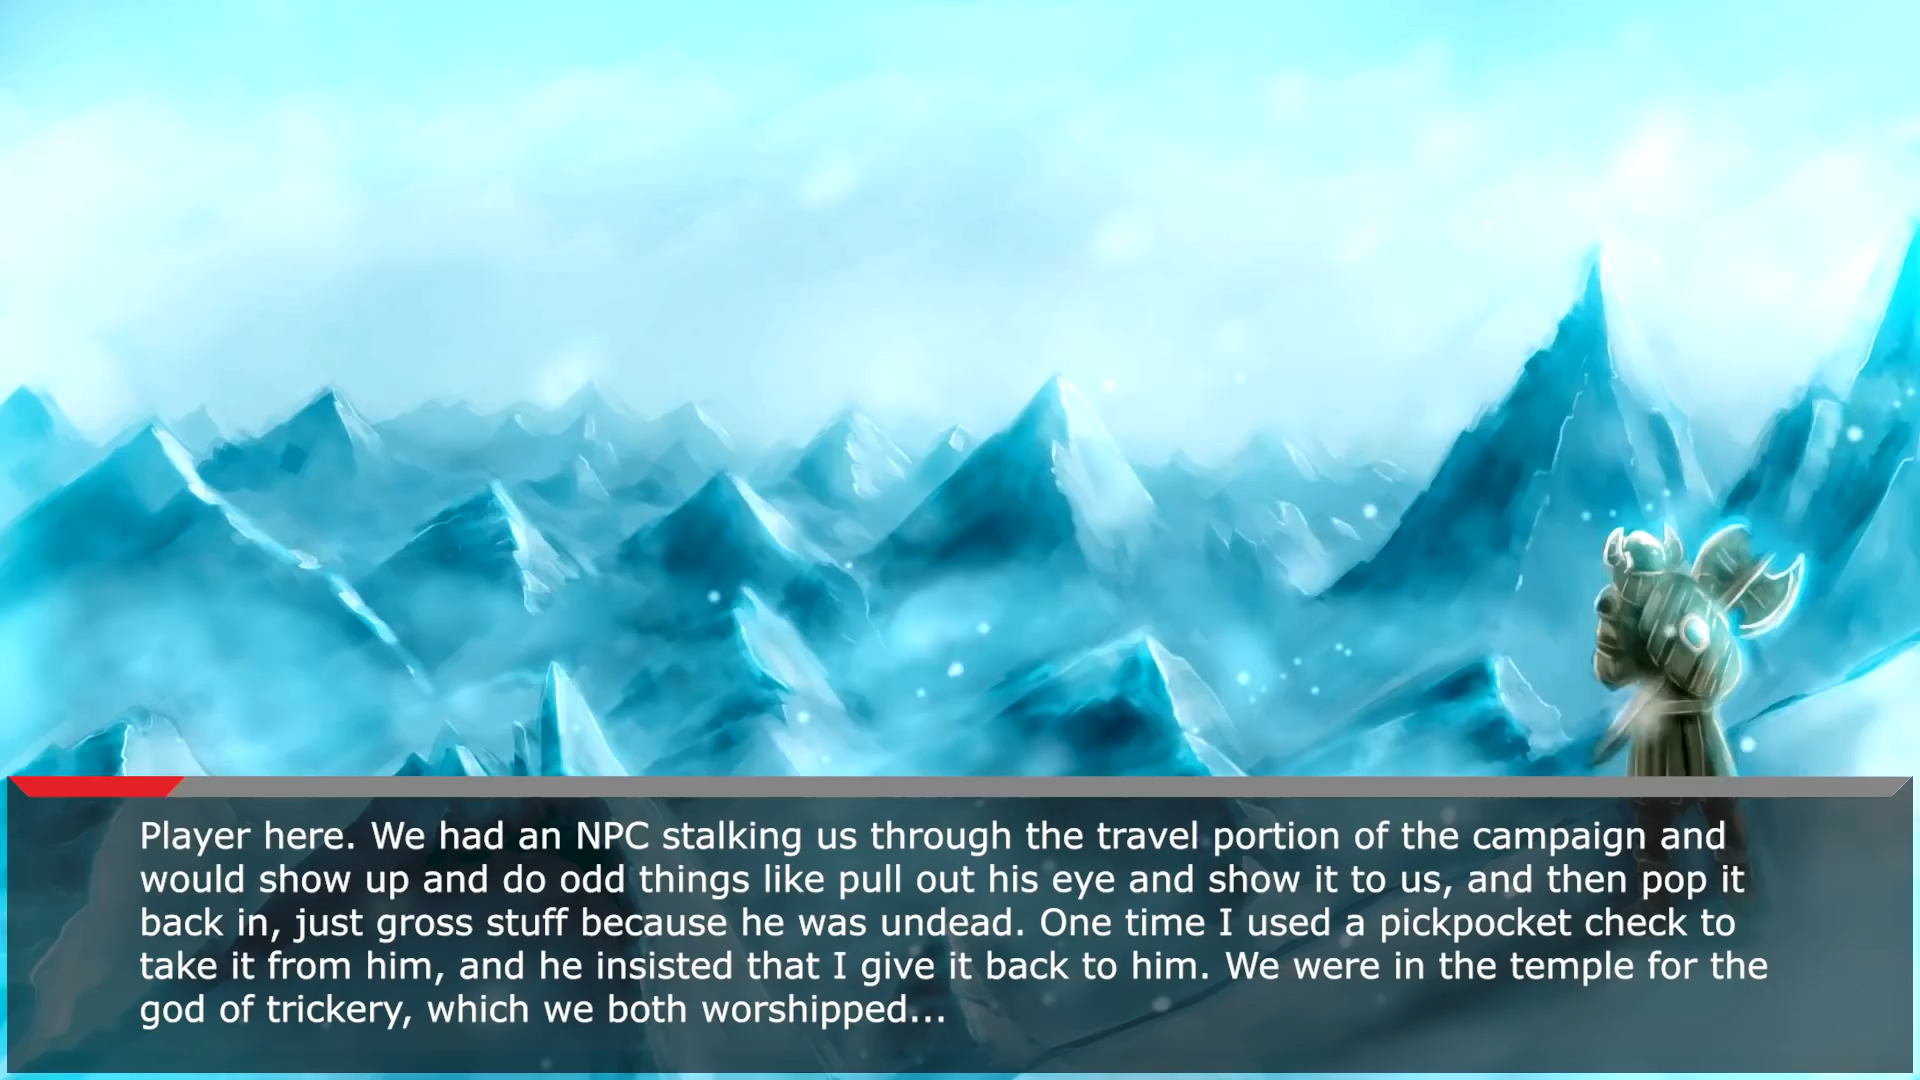 Player here. We had an NPC stalking us through the travel portion of the campaign and
would show up and do odd things like pull out his eye and show it to us, and then pop it
back in, just gross stuff because he was undead. One time I used a pickpocket check to
take it from him, and he insisted that I give it back to him. We were in the temple for the
god of trickery, which we both worshipped...